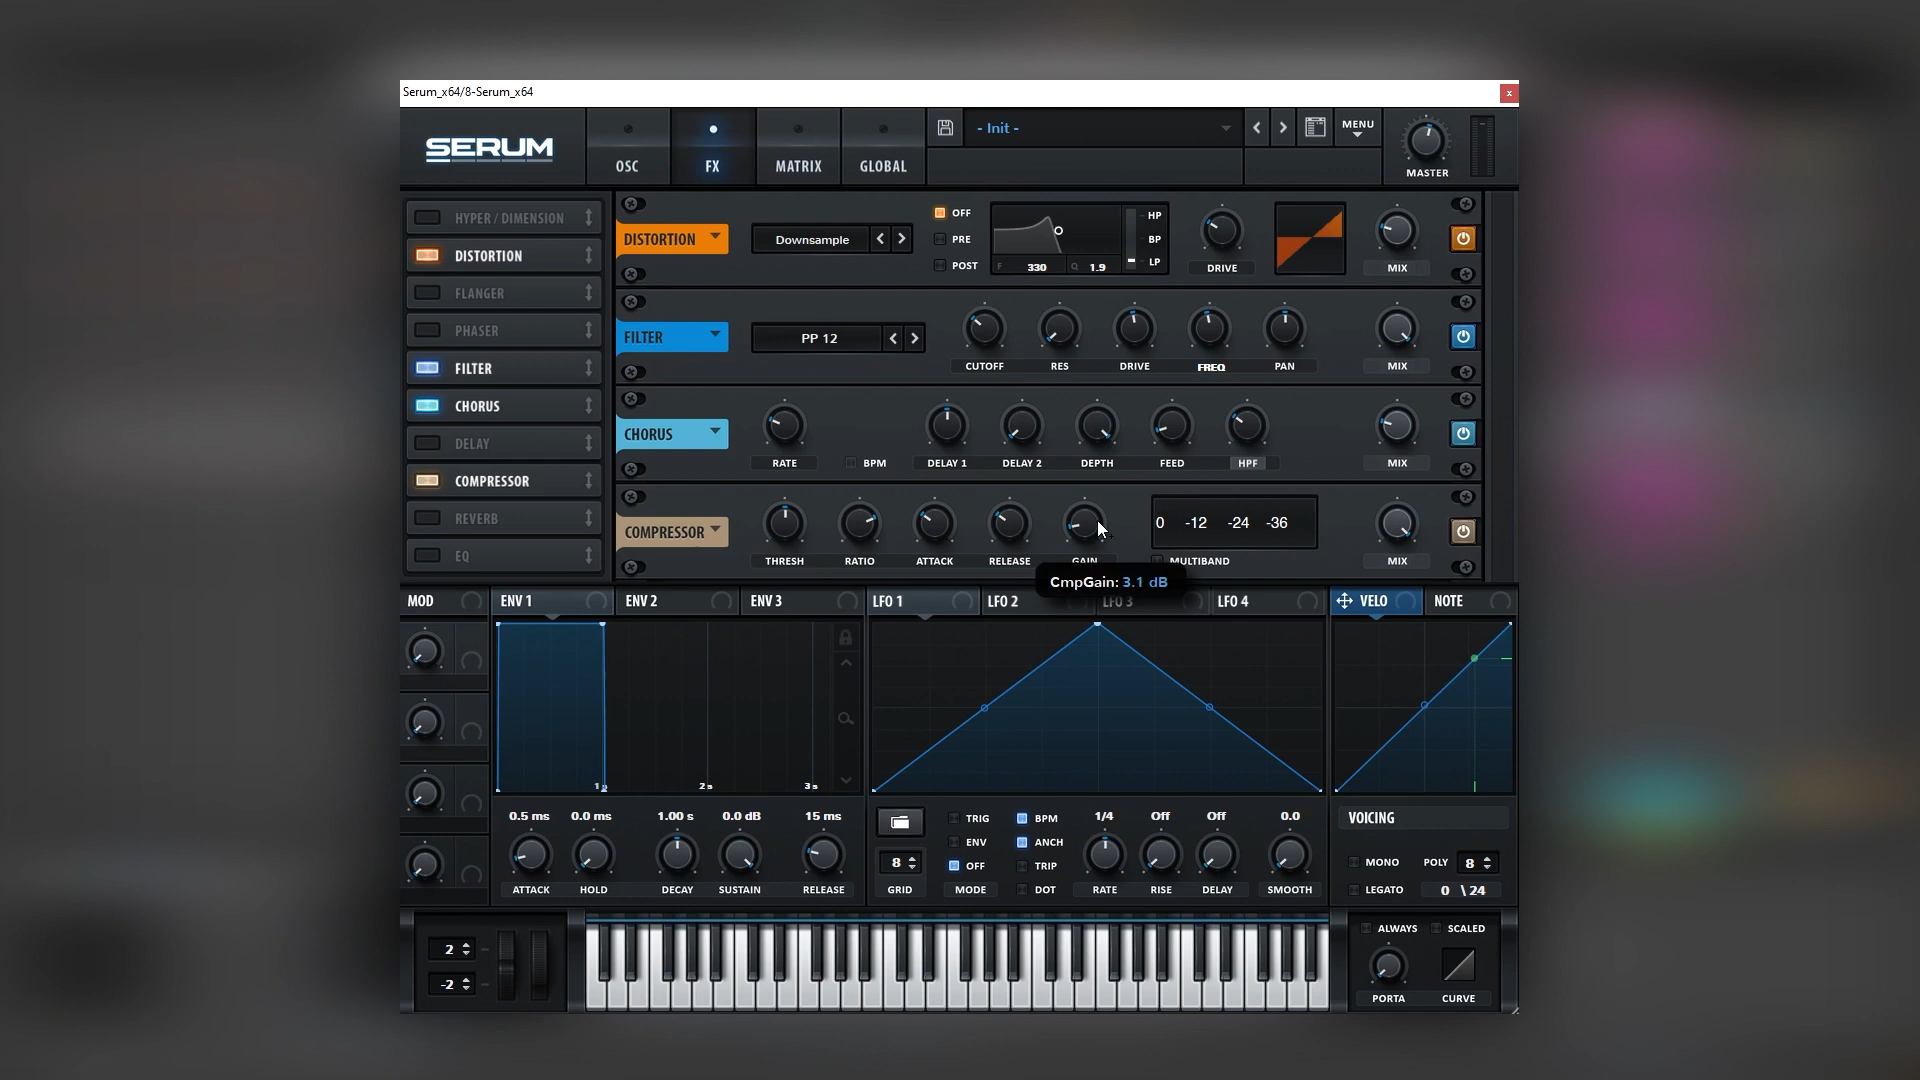 Serum_x64/8-Serum_x64
x
SERUM
OSC
FX
MATRIX
GLOBAL
- Init -
MENU
MASTER
HYPER / DIMENSION
DISTORTION
FLANGER
PHASER
FILTER
CHORUS
DELAY
COMPRESSOR
REVERB
EQ
DISTORTION
Downsample
OFF
PRE
POST
F 330 Q 1.9
HP
BP
LP
DRIVE
MIX
FILTER
PP 12
CUTOFF
RES
DRIVE
FREQ
PAN
MIX
CHORUS
RATE
BPM
DELAY 1
DELAY 2
DEPTH
FEED
HPF
MIX
COMPRESSOR
THRESH
RATIO
ATTACK
RELEASE
GAIN
0 -12 -24 -36
MULTIBAND
MIX
CmpGain: 3.1 dB
MOD
ENV 1
ENV 2
ENV 3
LFO 1
LFO 2
LFO 3
LFO 4
VELO
NOTE
1s
2s
3s
0.5 ms
0.0 ms
1.00 s
0.0 dB
15 ms
ATTACK
HOLD
DECAY
SUSTAIN
RELEASE
8
GRID
TRIG
ENV
OFF
MODE
BPM
ANCH
TRIP
DOT
1/4
Off
Off
0.0
RATE
RISE
DELAY
SMOOTH
VOICING
MONO
POLY 8
LEGATO
0 \ 24
2
-2
ALWAYS
SCALED
PORTA
CURVE